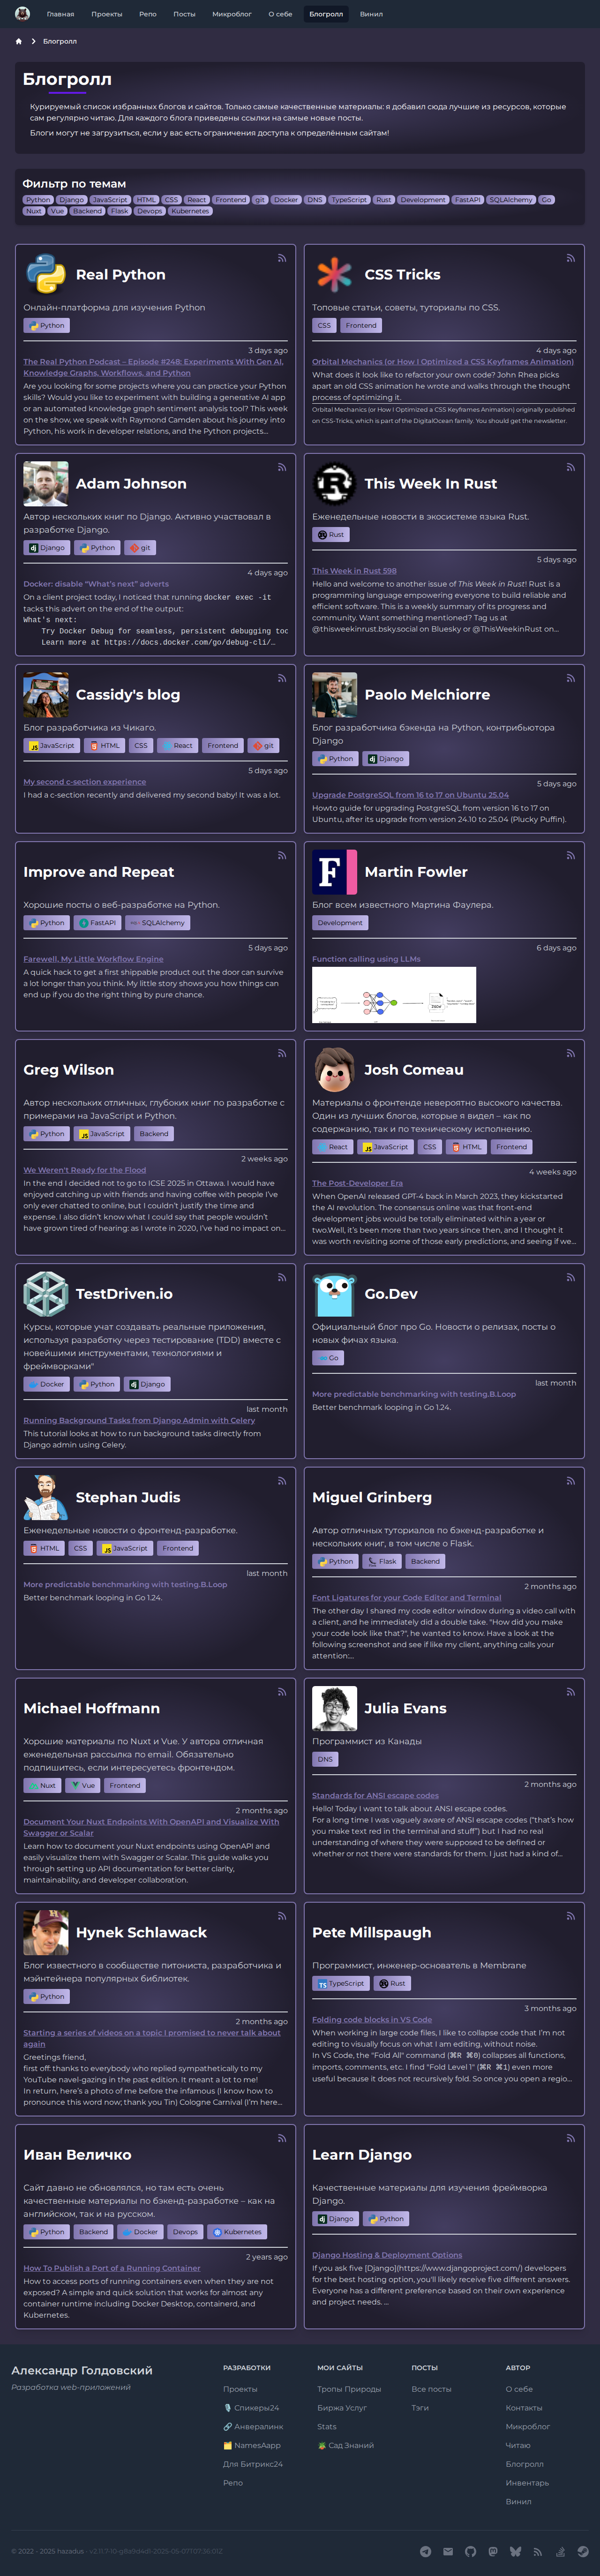 Главная Проекты Репо Посты Микроблог О себе Блогролл Винил
Блогролл
Блогролл
Курируемый список избранных блогов и сайтов. Только самые качественные материалы: я добавил сюда лучшие из ресурсов, которые
сам регулярно читаю. Для каждого блога приведены ссылки на самые новые посты.
Блоги могут не загрузиться, если у вас есть ограничения доступа к определённым сайтам!
Фильтр по темам
Python Django JavaScript HTML CSS React Frontend git Docker DNS TypeScript Rust Development FastAPI SQLAlchemy Go
Nuxt Vue Backend Flask Devops Kubernetes
Real Python
Онлайн-платформа для изучения Python
Python
3 days ago
The Real Python Podcast – Episode #248: Experiments With Gen AI,
Knowledge Graphs, Workflows, and Python
Are you looking for some projects where you can practice your Python
skills? Would you like to experiment with building a generative AI app
or an automated knowledge graph sentiment analysis tool? This week
on the show, we speak with Raymond Camden about his journey into
Python, his work in developer relations, and the Python projects...
CSS Tricks
Топовые статьи, советы, туториалы по CSS.
CSS Frontend
4 days ago
Orbital Mechanics (or How I Optimized a CSS Keyframes Animation)
What does it look like to refactor your own code? John Rhea picks
apart an old CSS animation he wrote and walks through the thought
process of optimizing it.
Orbital Mechanics (or How I Optimized a CSS Keyframes Animation) originally published
on CSS-Tricks, which is part of the DigitalOcean family. You should get the newsletter.
Adam Johnson
Автор нескольких книг по Django. Активно участвовал в
разработке Django.
Django Python git
4 days ago
Docker: disable “What’s next” adverts
On a client project today, I noticed that running docker exec -it
tacks this advert on the end of the output:
What's next:
Try Docker Debug for seamless, persistent debugging too
Learn more at https://docs.docker.com/go/debug-cli/…
This Week In Rust
Еженедельные новости в экосистеме языка Rust.
Rust
5 days ago
This Week in Rust 598
Hello and welcome to another issue of This Week in Rust! Rust is a
programming language empowering everyone to build reliable and
efficient software. This is a weekly summary of its progress and
community. Want something mentioned? Tag us at
@thisweekinrust.bsky.social on Bluesky or @ThisWeekinRust on...
Cassidy's blog
Блог разработчика из Чикаго.
JavaScript HTML CSS React Frontend git
5 days ago
My second c-section experience
I had a c-section recently and delivered my second baby! It was a lot.
Paolo Melchiorre
Блог разработчика бэкенда на Python, контрибьютора
Django
Python Django
5 days ago
Upgrade PostgreSQL from 16 to 17 on Ubuntu 25.04
Howto guide for upgrading PostgreSQL from version 16 to 17 on
Ubuntu, after its upgrade from version 24.10 to 25.04 (Plucky Puffin).
Improve and Repeat
Хорошие посты о веб-разработке на Python.
Python FastAPI SQLAlchemy
5 days ago
Farewell, My Little Workflow Engine
A quick hack to get a first shippable product out the door can survive
a lot longer than you think. My little story shows you how things can
end up if you do the right thing by pure chance.
Martin Fowler
Блог всем известного Мартина Фаулера.
Development
6 days ago
Function calling using LLMs
Greg Wilson
Автор нескольких отличных, глубоких книг по разработке с
примерами на JavaScript и Python.
Python JavaScript Backend
2 weeks ago
We Weren't Ready for the Flood
In the end I decided not to go to ICSE 2025 in Ottawa. I would have
enjoyed catching up with friends and having coffee with people I’ve
only ever chatted to online, but I couldn’t justify the time and
expense. I also didn’t know what I could say that people wouldn’t
have grown tired of hearing: as I wrote in 2020, I’ve had no impact on...
Josh Comeau
Материалы о фронтенде невероятно высокого качества.
Один из лучших блогов, которые я видел – как по
содержанию, так и по техническому исполнению.
React JavaScript CSS HTML Frontend
4 weeks ago
The Post-Developer Era
When OpenAI released GPT-4 back in March 2023, they kickstarted
the AI revolution. The consensus online was that front-end
development jobs would be totally eliminated within a year or
two.Well, it’s been more than two years since then, and I thought it
was worth revisiting some of those early predictions, and seeing if we...
TestDriven.io
Курсы, которые учат создавать реальные приложения,
используя разработку через тестирование (TDD) вместе с
новейшими инструментами, технологиями и
фреймворками"
Docker Python Django
last month
Running Background Tasks from Django Admin with Celery
This tutorial looks at how to run background tasks directly from
Django admin using Celery.
Go.Dev
Официальный блог про Go. Новости о релизах, посты о
новых фичах языка.
Go
last month
More predictable benchmarking with testing.B.Loop
Better benchmark looping in Go 1.24.
Stephan Judis
Еженедельные новости о фронтенд-разработке.
HTML CSS JavaScript Frontend
last month
More predictable benchmarking with testing.B.Loop
Better benchmark looping in Go 1.24.
Miguel Grinberg
Автор отличных туториалов по бэкенд-разработке и
нескольких книг, в том числе о Flask.
Python Flask Backend
2 months ago
Font Ligatures for your Code Editor and Terminal
The other day I shared my code editor window during a video call with
a client, and he immediately did a double take. "How did you make
your code look like that?", he wanted to know. Have a look at the
following screenshot and see if like my client, anything calls your
attention:...
Michael Hoffmann
Хорошие материалы по Nuxt и Vue. У автора отличная
еженедельная рассылка по email. Обязательно
подпишитесь, если интересуетесь фронтендом.
Nuxt Vue Frontend
2 months ago
Document Your Nuxt Endpoints With OpenAPI and Visualize With
Swagger or Scalar
Learn how to document your Nuxt endpoints using OpenAPI and
easily visualize them with Swagger or Scalar. This guide walks you
through setting up API documentation for better clarity,
maintainability, and developer collaboration.
Julia Evans
Программист из Канады
DNS
2 months ago
Standards for ANSI escape codes
Hello! Today I want to talk about ANSI escape codes.
For a long time I was vaguely aware of ANSI escape codes (“that’s how
you make text red in the terminal and stuff”) but I had no real
understanding of where they were supposed to be defined or
whether or not there were standards for them. I just had a kind of...
Hynek Schlawack
Блог известного в сообществе питониста, разработчика и
мэйнтейнера популярных библиотек.
Python
2 months ago
Starting a series of videos on a topic I promised to never talk about
again
Greetings friend,
first off: thanks to everybody who replied sympathetically to my
YouTube navel-gazing in the past edition. It meant a lot to me!
In return, here’s a photo of me before the infamous (I know how to
pronounce this word now; thank you Tin) Cologne Carnival (I’m here...
Pete Millspaugh
Программист, инженер-основатель в Membrane
TypeScript Rust
3 months ago
Folding code blocks in VS Code
When working in large code files, I like to collapse code that I’m not
editing to visually focus on what I am editing, without noise.
In VS Code, the "Fold All" command (⌘R ⌘0) collapses all functions,
imports, comments, etc. I find "Fold Level 1" (⌘R ⌘1) even more
useful because it does not recursively fold. So once you open a regio...
Иван Величко
Сайт давно не обновлялся, но там есть очень
качественные материалы по бэкэнд-разработке – как на
английском, так и на русском.
Python Backend Docker Devops Kubernetes
2 years ago
How To Publish a Port of a Running Container
How to access ports of running containers even when they are not
exposed? A simple and quick solution that works for almost any
container runtime including Docker Desktop, containerd, and
Kubernetes.
Learn Django
Качественные материалы для изучения фреймворка
Django.
Django Python
Django Hosting & Deployment Options
If you ask five [Django](https://www.djangoproject.com/) developers
for the best hosting option, you'll likely receive five different answers.
Everyone has a different preference based on their own experience
and project needs. ...
Александр Голдовский
Разработка web-приложений
РАЗРАБОТКИ
Проекты
Спикеры24
Анвералинк
NamesAapp
Для Битрикс24
Репо
МОИ САЙТЫ
Тропы Природы
Биржа Услуг
Stats
Сад Знаний
ПОСТЫ
Все посты
Тэги
АВТОР
О себе
Контакты
Микроблог
Читаю
Блогролл
Инвентарь
Винил
© 2022 - 2025 hazadus